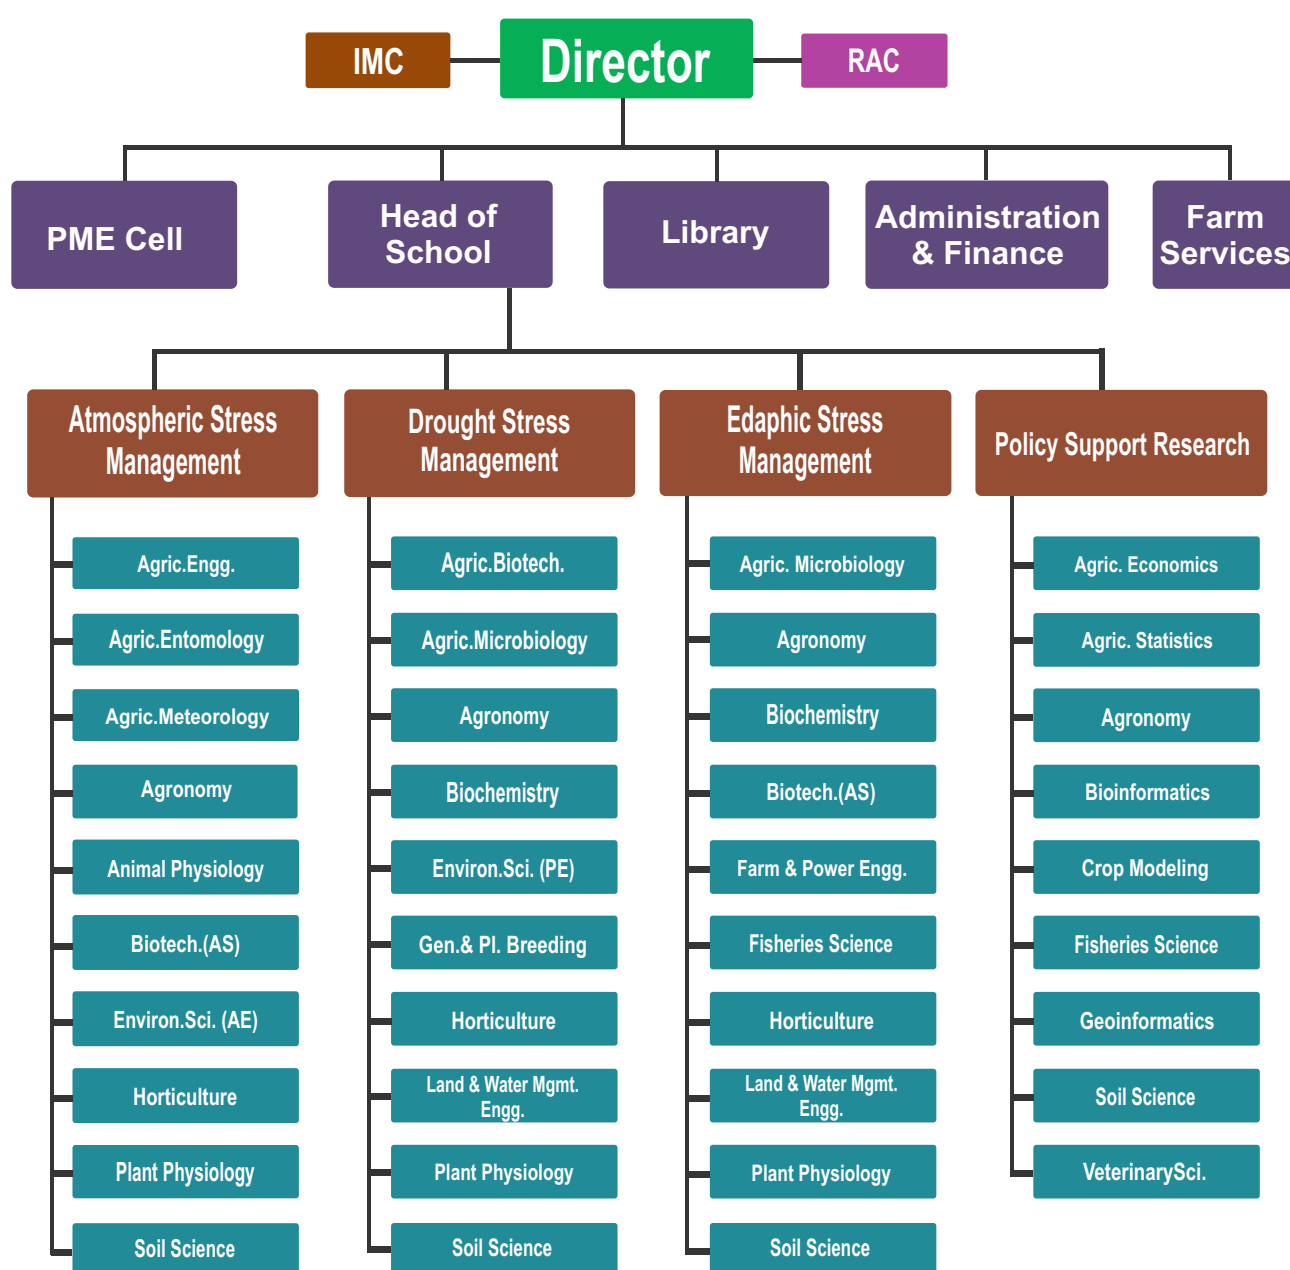 IMC
Director
RAC
PME Cell
Head of
School
Library
Administration
& Finance
Farm
Services
Atmospheric Stress
Management
Drought Stress
Management
Edaphic Stress
Management
Policy Support Research
Agric.Engg.
Agric.Entomology
Agric.Meteorology
Agronomy
Animal Physiology
Biotech.(AS)
Environ.Sci. (AE)
Horticulture
Plant Physiology
Soil Science
Agric.Biotech.
Agric.Microbiology
Agronomy
Biochemistry
Environ.Sci. (PE)
Gen.& Pl. Breeding
Horticulture
Land & Water Mgmt.
Engg.
Plant Physiology
Soil Science
Agric. Microbiology
Agronomy
Biochemistry
Biotech.(AS)
Farm & Power Engg.
Fisheries Science
Horticulture
Land & Water Mgmt.
Engg.
Plant Physiology
Soil Science
Agric. Economics
Agric. Statistics
Agronomy
Bioinformatics
Crop Modeling
Fisheries Science
Geoinformatics
Soil Science
VeterinarySci.